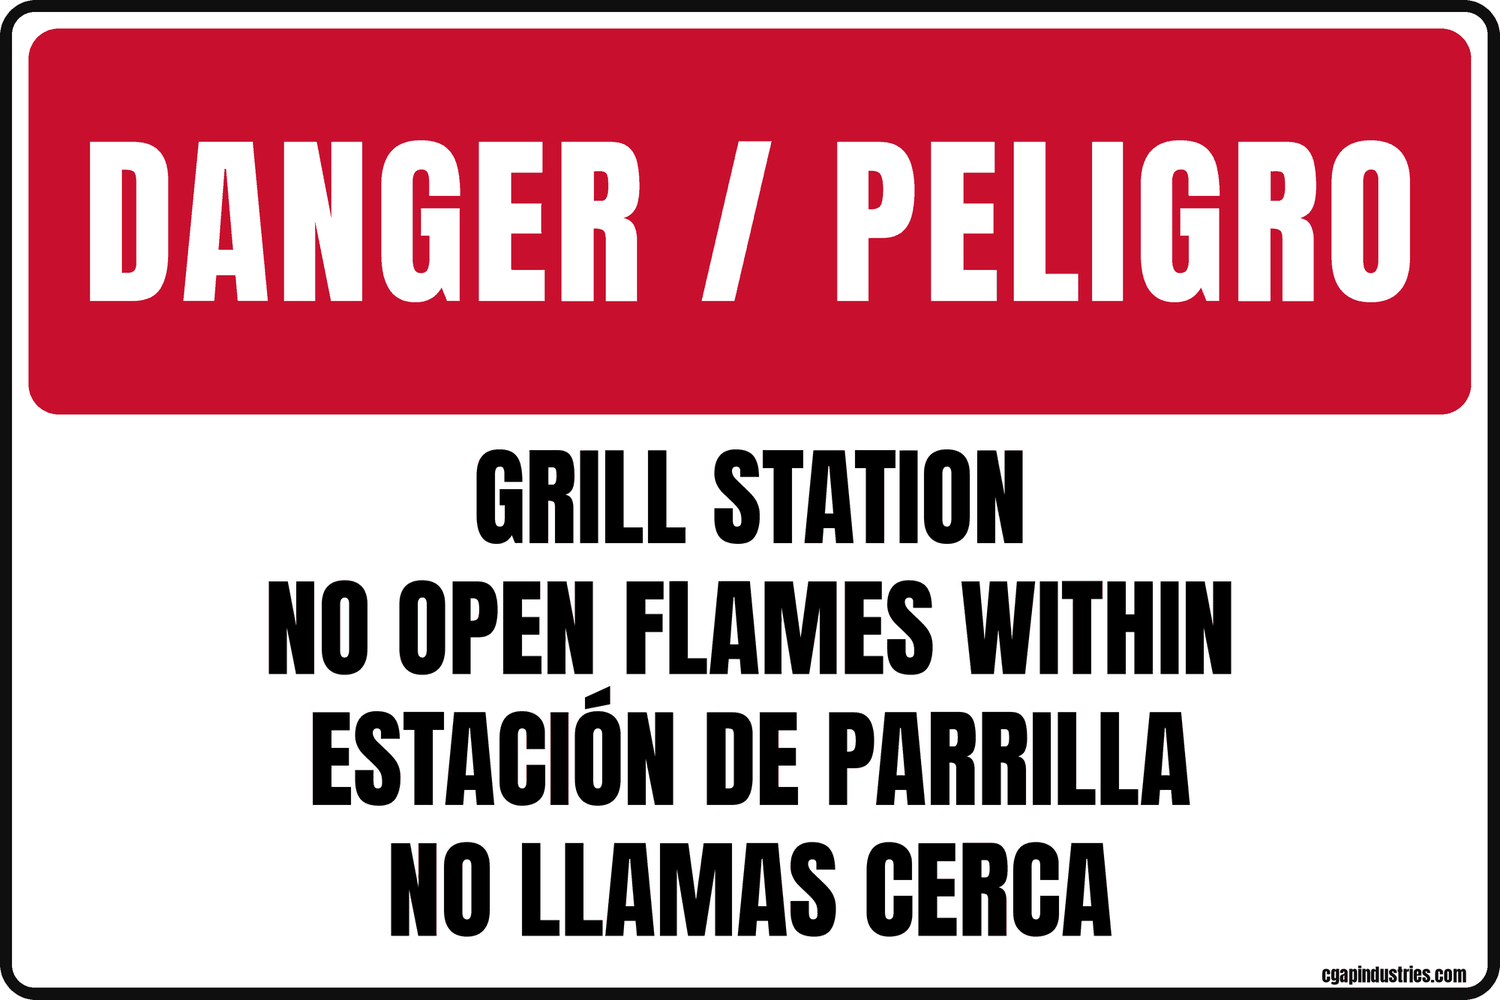 DANGER / PELIGRO
GRILL STATION
NO OPEN FLAMES WITHIN
ESTACIÓN DE PARRILLA
NO LLAMAS CERCA
cgapindustries.com